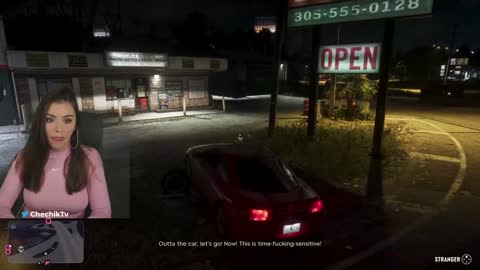 305-555-0128
OPEN
ChechikTv
Outta the car, let's go! Now! This is time-fucking-sensitive!
STRANGER